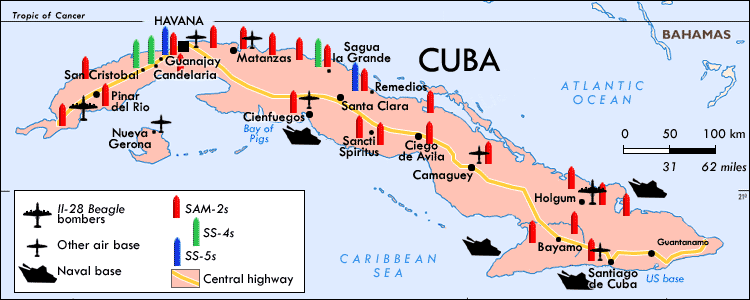 Tropic of Cancer
HAVANA
BAHAMAS
CUBA
Matanzas
Sagua
la Grande
Guanajay
San Cristobal
Candelaria
ATLANTIC
OCEAN
Remedios
Pinar
del Rio
Santa Clara
Cienfuegos
Bay of
Pigs
Nueva
Gerona
Sancti
Spiritus
Ciego
de Avila
Camaguey
0 50 100 km
31 62 miles
Holgum
21º
Il-28 Beagle
bombers
Other air base
Naval base
SAM-2s
SS-4s
SS-5s
Central highway
CARIBBEAN
SEA
Bayamo
Guantanamo
Santiago
de Cuba
US base